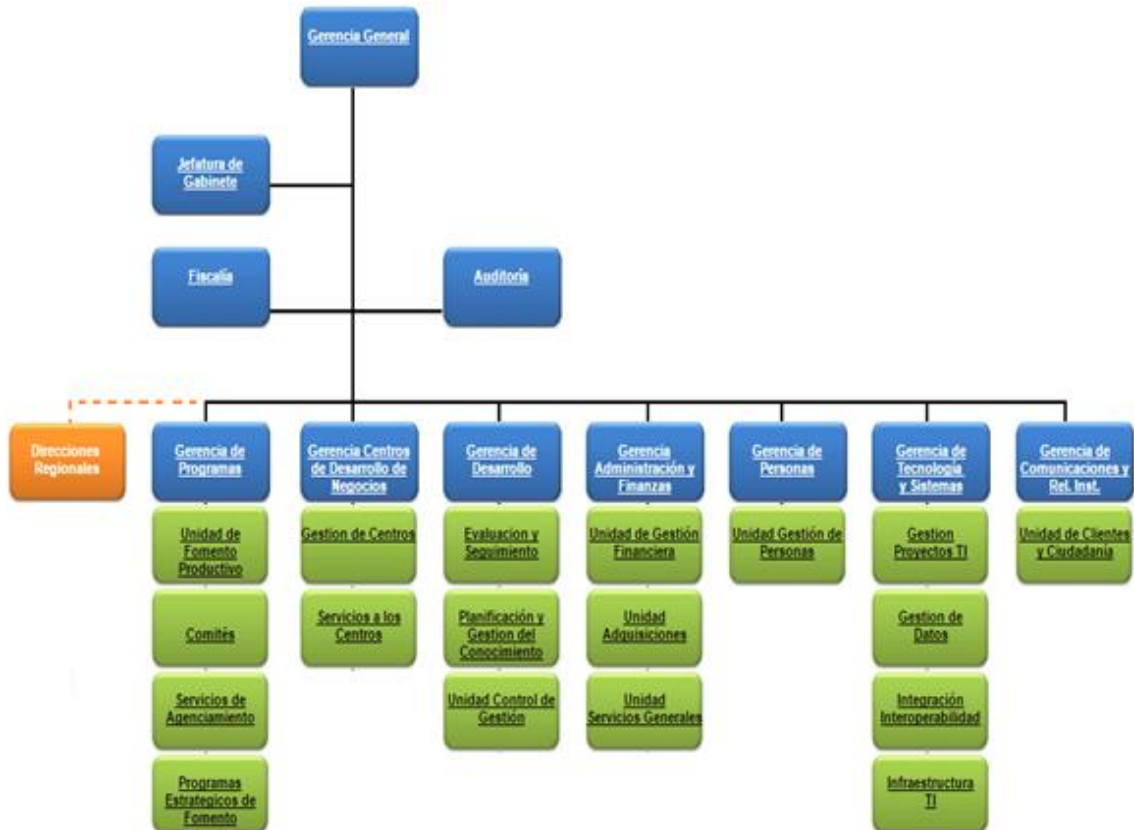 Gerencia General
Jefatura de
Gabinete
Fiscalía
Auditoría
Direcciones
Regionales
Gerencia de
Programas
Gerencia Centros
de Desarrollo de
Negocios
Gerencia de
Desarrollo
Gerencia
Administración y
Finanzas
Gerencia de
Personas
Gerencia de
Tecnología
y Sistemas
Gerencia de
Comunicaciones y
Rel. Inst.
Unidad de
Fomento
Productivo
Gestion de Centros
Evaluacion y
Seguimiento
Unidad de Gestión
Financiera
Unidad Gestión de
Personas
Gestion
Proyectos TI
Unidad de Clientes
y Ciudadanía
Comités
Servicios a los
Centros
Planificación y
Gestion del
Conocimiento
Unidad
Adquisiciones
Gestion de
Datos
Servicios de
Agenciamiento
Unidad Control de
Gestión
Unidad
Servicios Generales
Integración
Interoperabilidad
Programas
Estrategicos de
Fomento
Infraestructura
TI